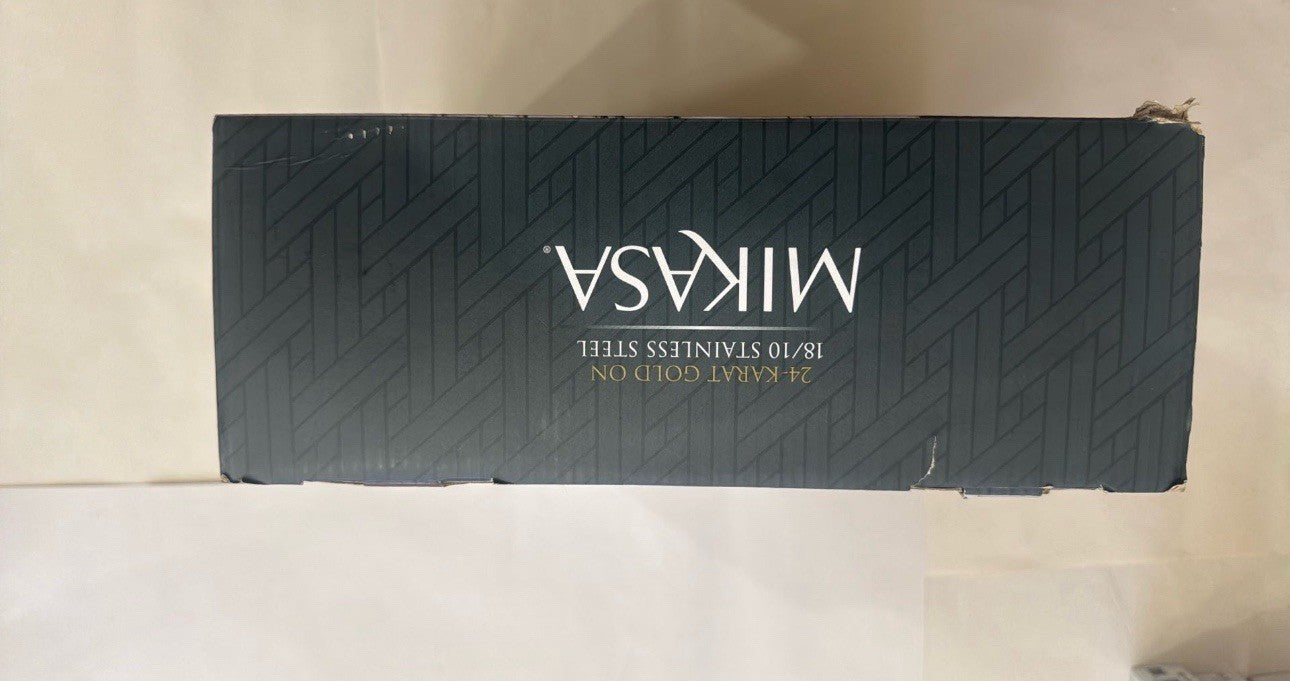 MIKASA®
18/10 STAINLESS STEEL
24-KARAT GOLD ON